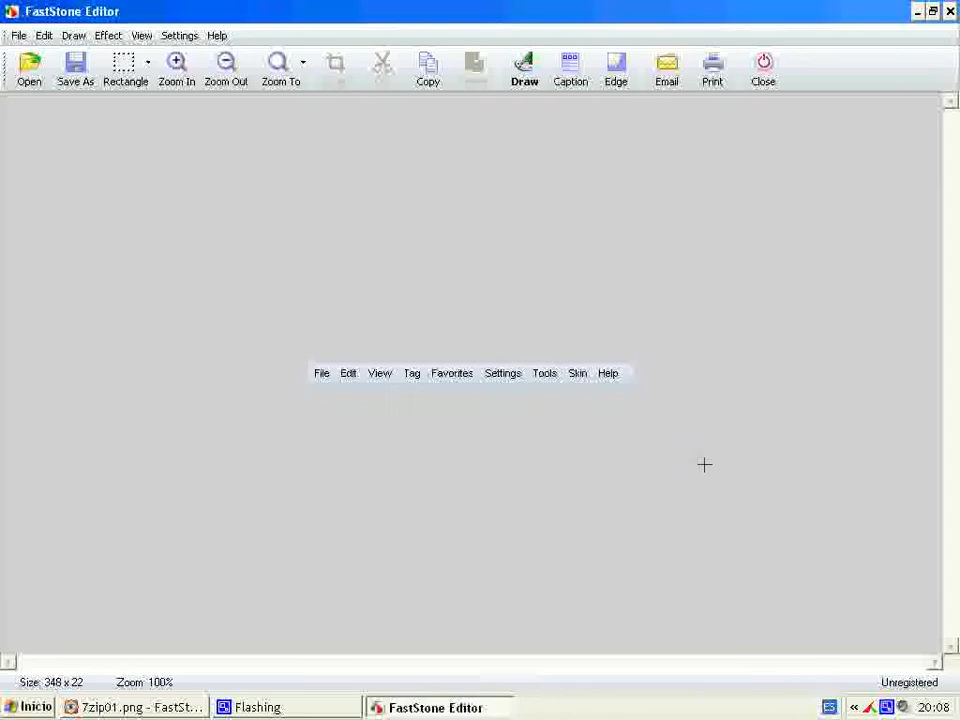 FastStone Editor
File Edit Draw Effect View Settings Help
Open Save As Rectangle Zoom In Zoom Out Zoom To Copy Draw Caption Edge Email Print Close
File Edit View Tag Favorites Settings Tools Skin Help
Size: 348 x 22 Zoom: 100% Unregistered
Inicio 7zip01.png - FastSt... Flashing FastStone Editor ES « 20:08